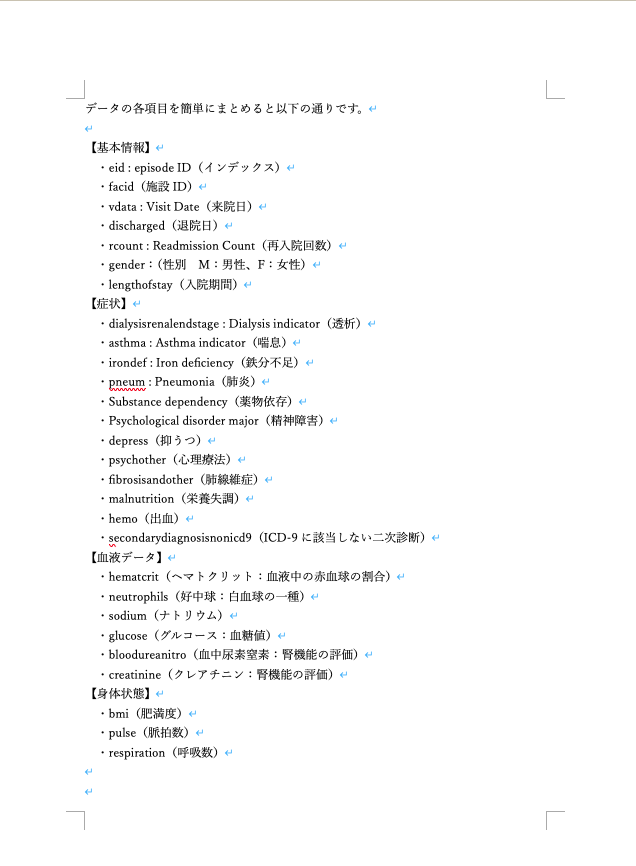 データの各項目を簡単にまとめると以下の通りです。
【基本情報】
・eid : episode ID（インデックス）
・facid（施設 ID）
・vdata : Visit Date（来院日）
・discharged（退院日）
・rcount : Readmission Count（再入院回数）
・gender：（性別　M：男性、F：女性）
・lengthofstay（入院期間）
【症状】
・dialysisrenalendstage : Dialysis indicator（透析）
・asthma : Asthma indicator（喘息）
・irondef : Iron deficiency（鉄分不足）
・pneum : Pneumonia（肺炎）
・Substance dependency（薬物依存）
・Psychological disorder major（精神障害）
・depress（抑うつ）
・psychother（心理療法）
・fibrosisandother（肺線維症）
・malnutrition（栄養失調）
・hemo（出血）
・secondarydiagnosisnonicd9（ICD-9 に該当しない二次診断）
【血液データ】
・hematcrit（ヘマトクリット：血液中の赤血球の割合）
・neutrophils（好中球：白血球の一種）
・sodium（ナトリウム）
・glucose（グルコース：血糖値）
・bloodureanitro（血中尿素窒素：腎機能の評価）
・creatinine（クレアチニン：腎機能の評価）
【身体状態】
・bmi（肥満度）
・pulse（脈拍数）
・respiration（呼吸数）